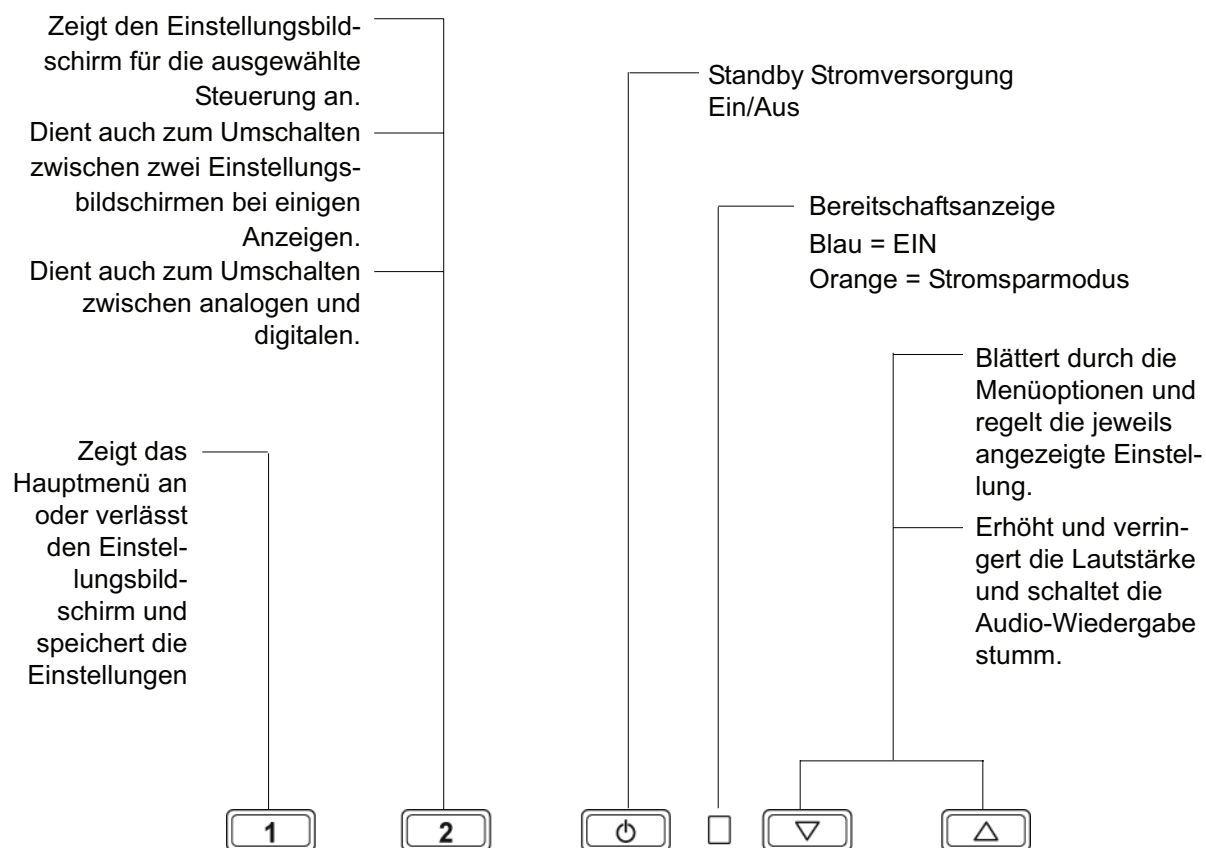 Zeigt den Einstellungsbild-
schirm für die ausgewählte
Steuerung an.
Dient auch zum Umschalten
zwischen zwei Einstellungs-
bildschirmen bei einigen
Anzeigen.
Dient auch zum Umschalten
zwischen analogen und
digitalen.
Standby Stromversorgung
Ein/Aus
Bereitschaftsanzeige
Blau = EIN
Orange = Stromsparmodus
Zeigt das
Hauptmenü an
oder verlässt
den Einstel-
lungsbild-
schirm und
speichert die
Einstellungen
Blättert durch die
Menüoptionen und
regelt die jeweils
angezeigte Einstel-
lung.
Erhöht und verrin-
gert die Lautstärke
und schaltet die
Audio-Wiedergabe
stumm.
1
2